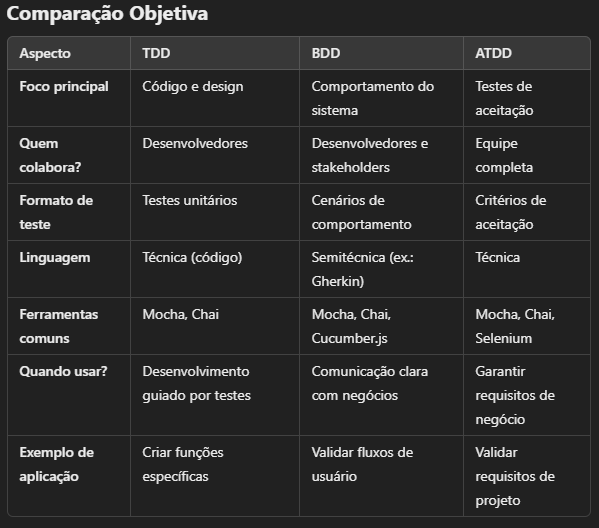 Comparação Objetiva
Aspecto TDD BDD ATDD
Foco principal Código e design Comportamento do Testes de
sistema aceitação
Quem Desenvolvedores Desenvolvedores e Equipe
colabora? stakeholders completa
Formato de Testes unitários Cenários de Critérios de
teste comportamento aceitação
Linguagem Técnica (código) Semitécnica (ex.: Técnica
Gherkin)
Ferramentas Mocha, Chai Mocha, Chai, Mocha, Chai,
comuns Cucumber.js Selenium
Quando usar? Desenvolvimento Comunicação clara Garantir
guiado por testes com negócios requisitos de
negócio
Exemplo de Criar funções Validar fluxos de Validar
aplicação específicas usuário requisitos de
projeto